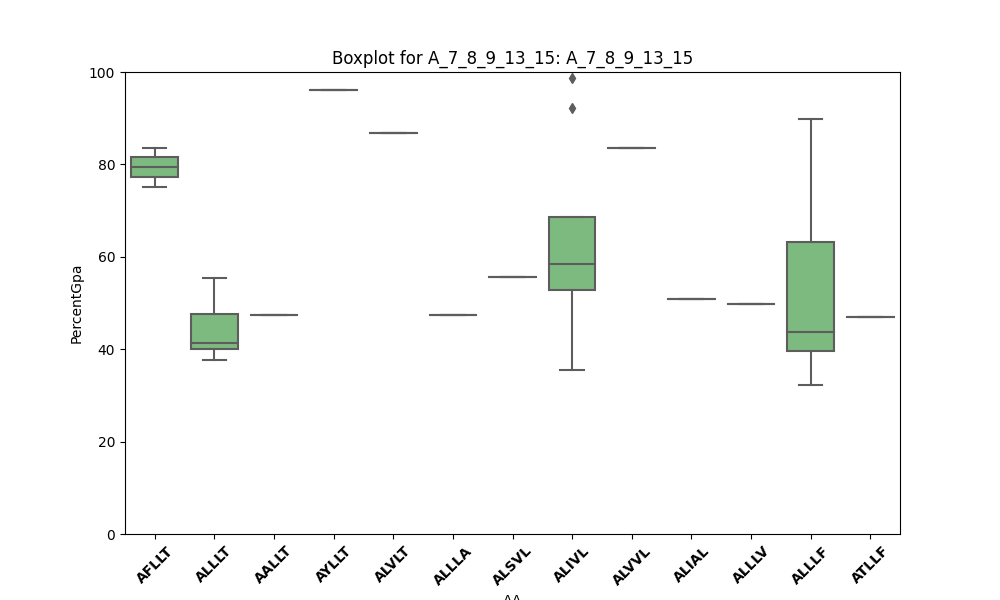 Boxplot for A_7_8_9_13_15: A_7_8_9_13_15
100
80
60
40
20
0
PercentGpa
AFLLT
ALLLT
AALLT
AYLLT
ALVLT
ALLLA
ALSVL
ALIVL
ALVVL
ALIAL
ALLLV
ALLLF
ATLLF
AA